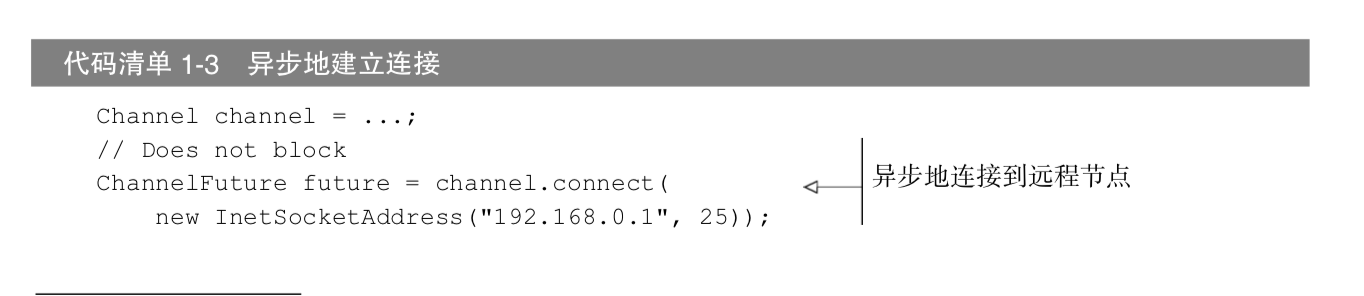 代码清单 1-3 异步地建立连接
Channel channel = ...;
// Does not block
ChannelFuture future = channel.connect(
异步地连接到远程节点
new InetSocketAddress("192.168.0.1", 25));